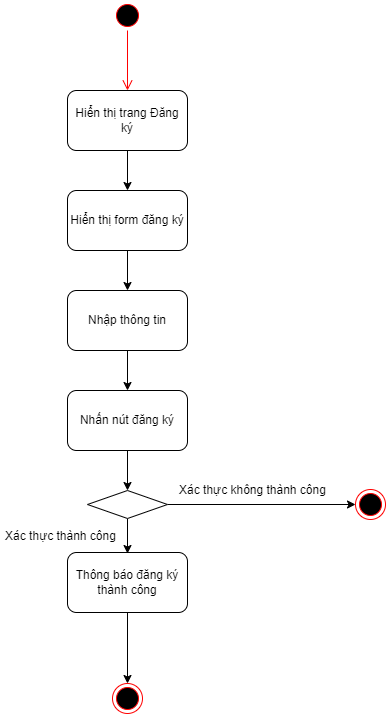 Hiển thị trang Đăng
ký
Hiển thị form đăng ký
Nhập thông tin
Nhấn nút đăng ký
Xác thực không thành công
Xác thực thành công
Thông báo đăng ký
thành công